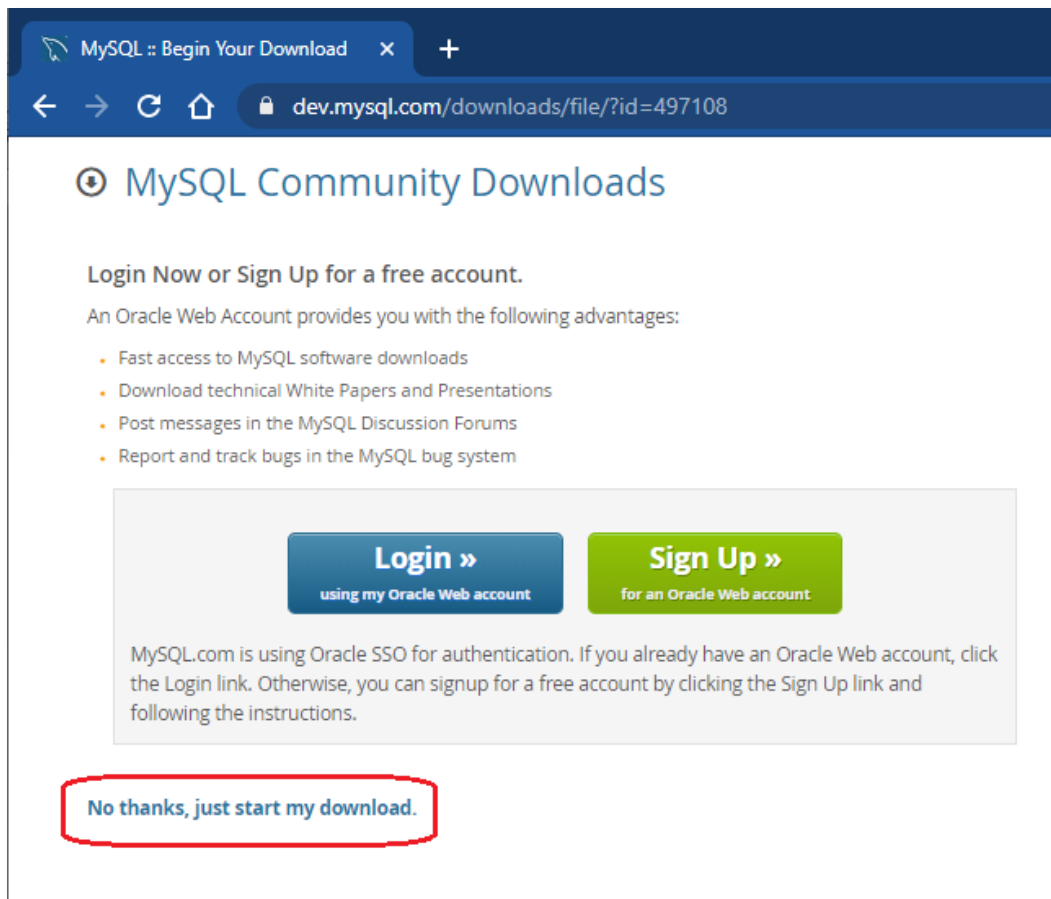 MySQL :: Begin Your Download
dev.mysql.com/downloads/file/?id=497108
MySQL Community Downloads
Login Now or Sign Up for a free account.
An Oracle Web Account provides you with the following advantages:
Fast access to MySQL software downloads
Download technical White Papers and Presentations
Post messages in the MySQL Discussion Forums
Report and track bugs in the MySQL bug system
Login »
using my Oracle Web account
Sign Up »
for an Oracle Web account
MySQL.com is using Oracle SSO for authentication. If you already have an Oracle Web account, click
the Login link. Otherwise, you can signup for a free account by clicking the Sign Up link and
following the instructions.
No thanks, just start my download.